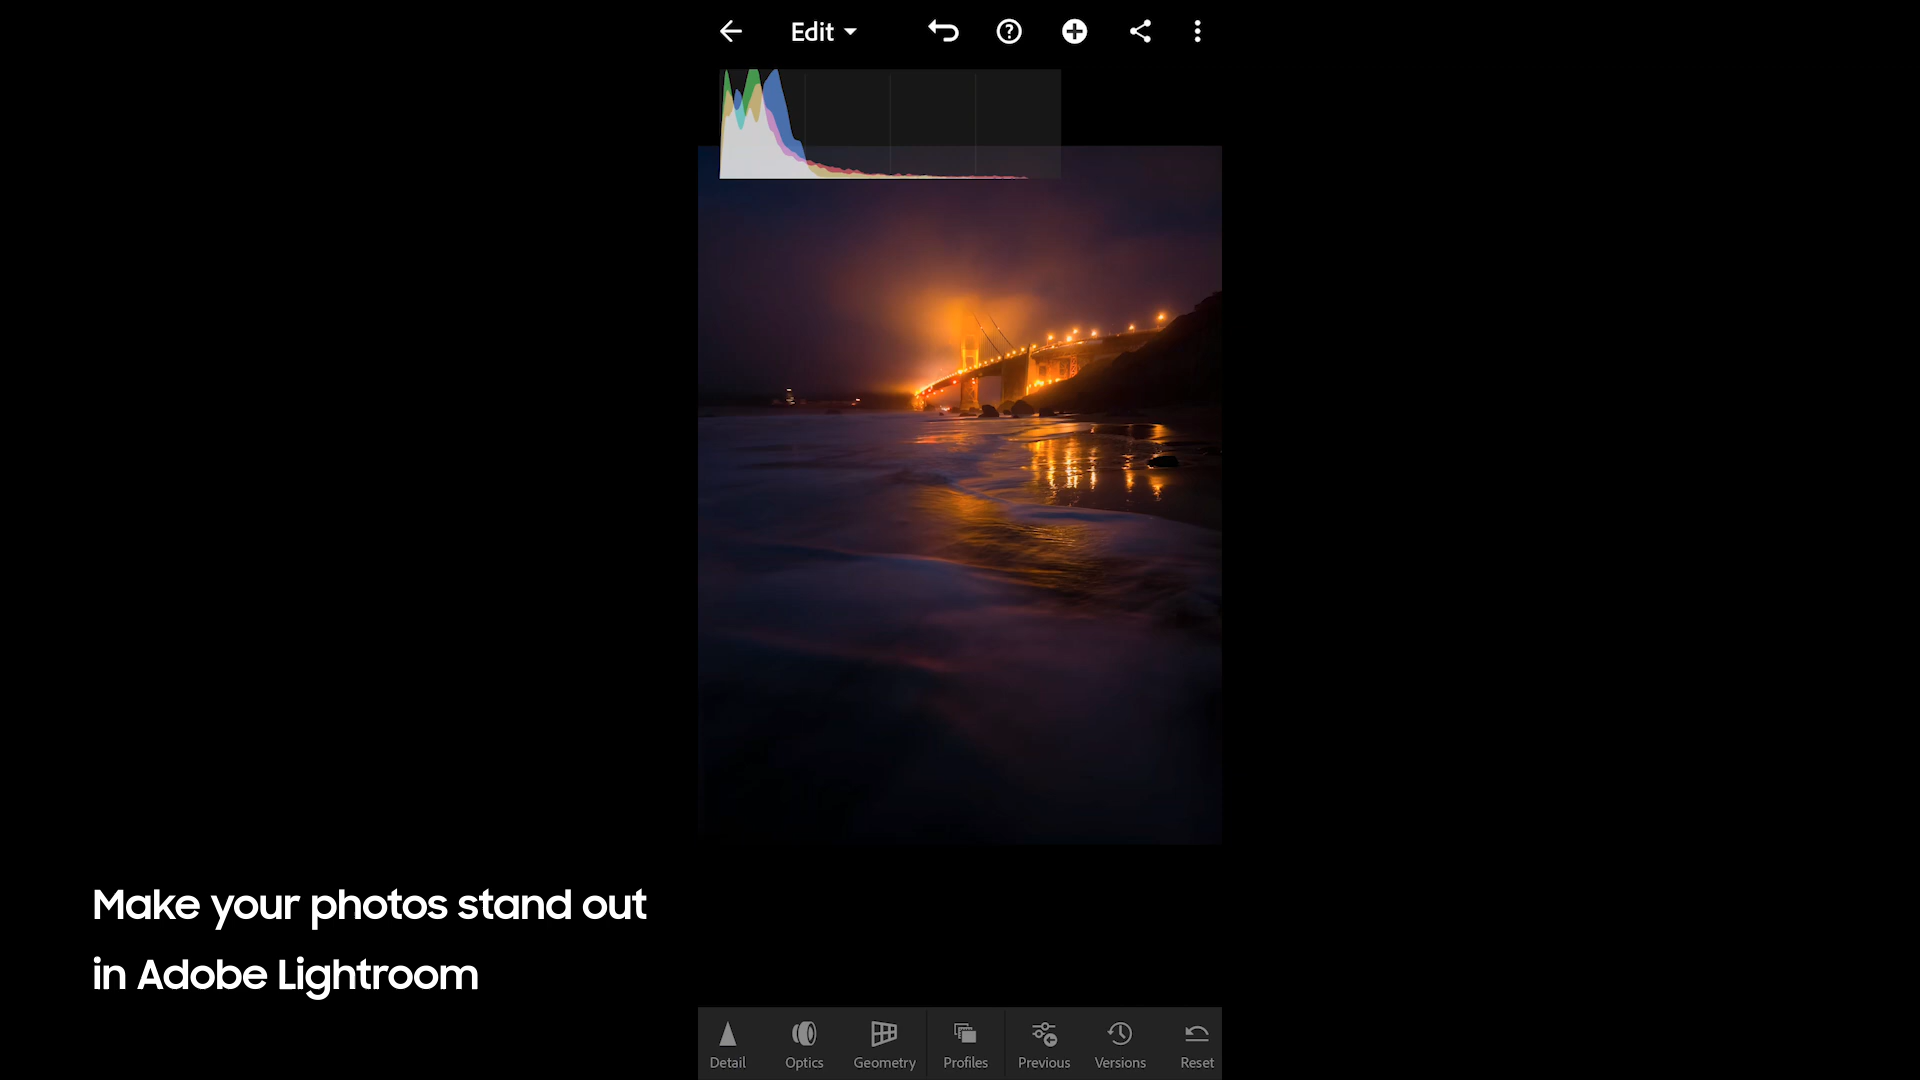 Edit
Make your photos stand out
in Adobe Lightroom
Detail
Optics
Geometry
Profiles
Previous
Versions
Reset